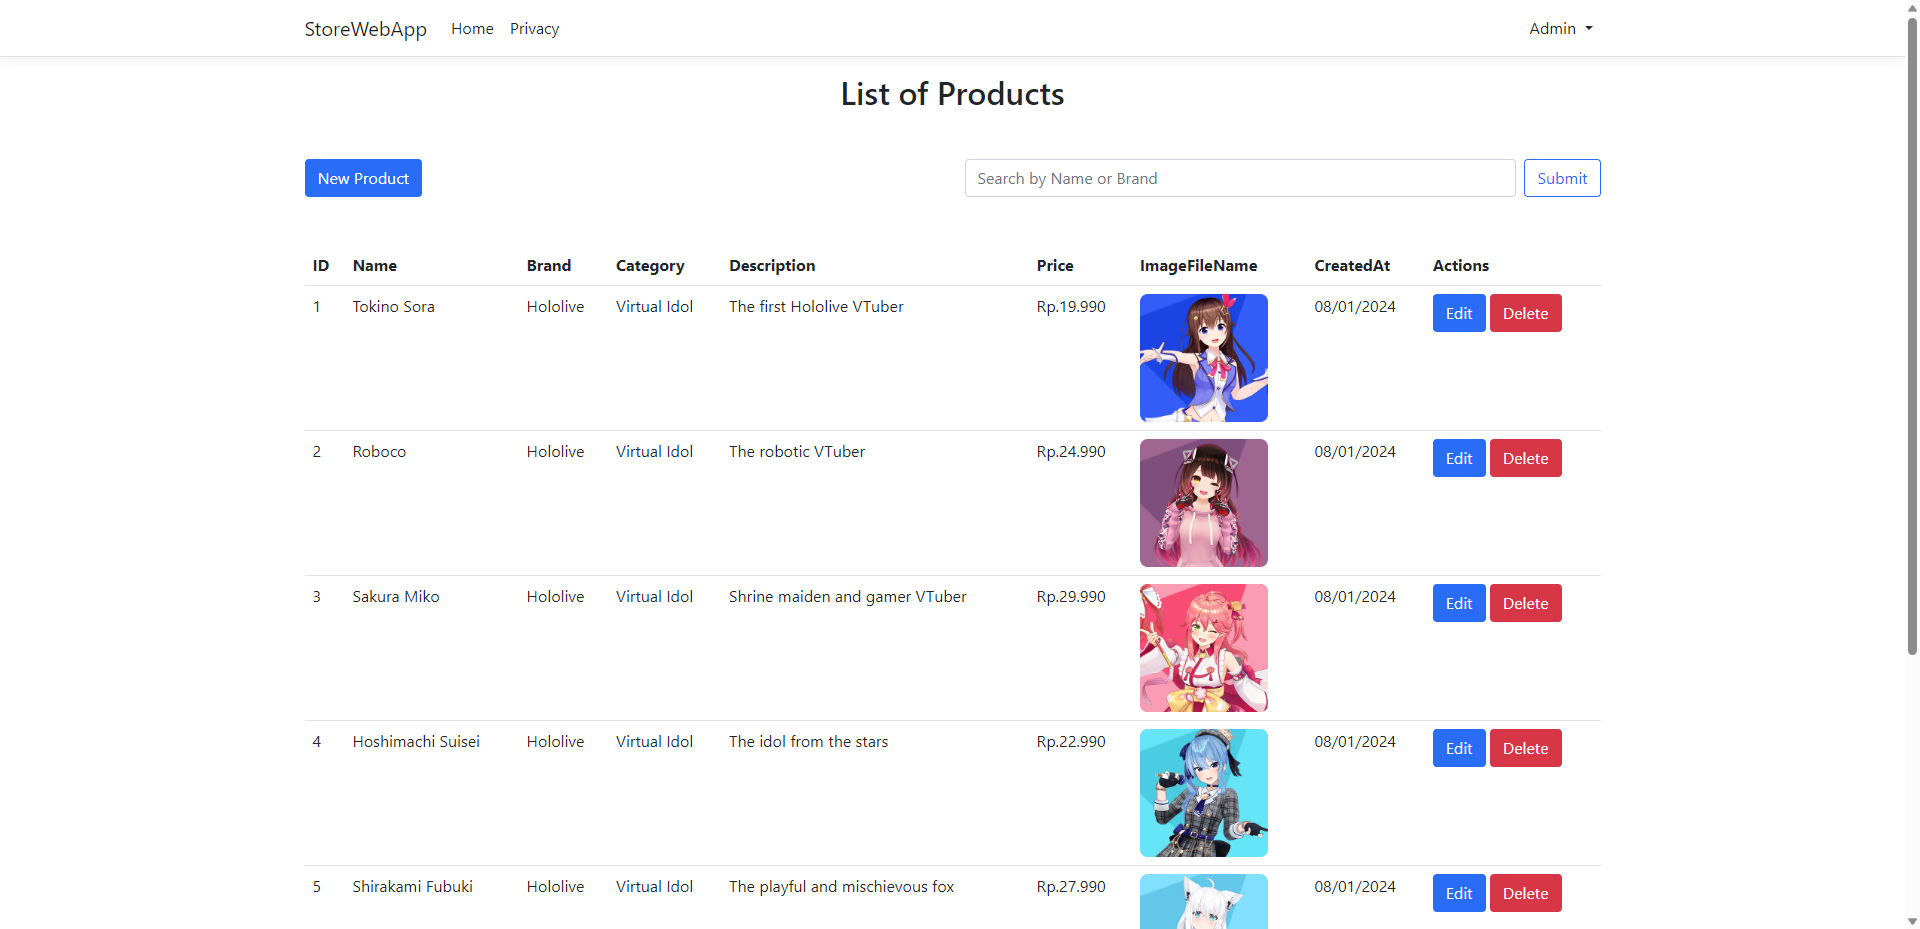 StoreWebApp Home Privacy Admin
List of Products
New Product Search by Name or Brand Submit
ID Name Brand Category Description Price ImageFileName CreatedAt Actions
1 Tokino Sora Hololive Virtual Idol The first Hololive VTuber Rp.19.990 08/01/2024 Edit Delete
2 Roboco Hololive Virtual Idol The robotic VTuber Rp.24.990 08/01/2024 Edit Delete
3 Sakura Miko Hololive Virtual Idol Shrine maiden and gamer VTuber Rp.29.990 08/01/2024 Edit Delete
4 Hoshimachi Suisei Hololive Virtual Idol The idol from the stars Rp.22.990 08/01/2024 Edit Delete
5 Shirakami Fubuki Hololive Virtual Idol The playful and mischievous fox Rp.27.990 08/01/2024 Edit Delete